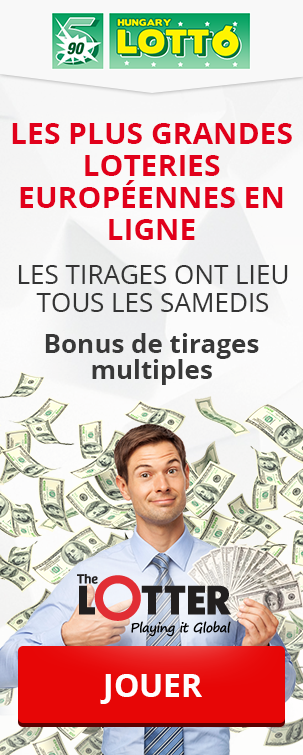 5
90
HUNGARY
LOTTÓ
LES PLUS GRANDES
LOTERIES
EUROPÉENNES EN
LIGNE
LES TIRAGES ONT LIEU
TOUS LES SAMEDIS
Bonus de tirages
multiples
The
LOTTER
Playing it Global
JOUER